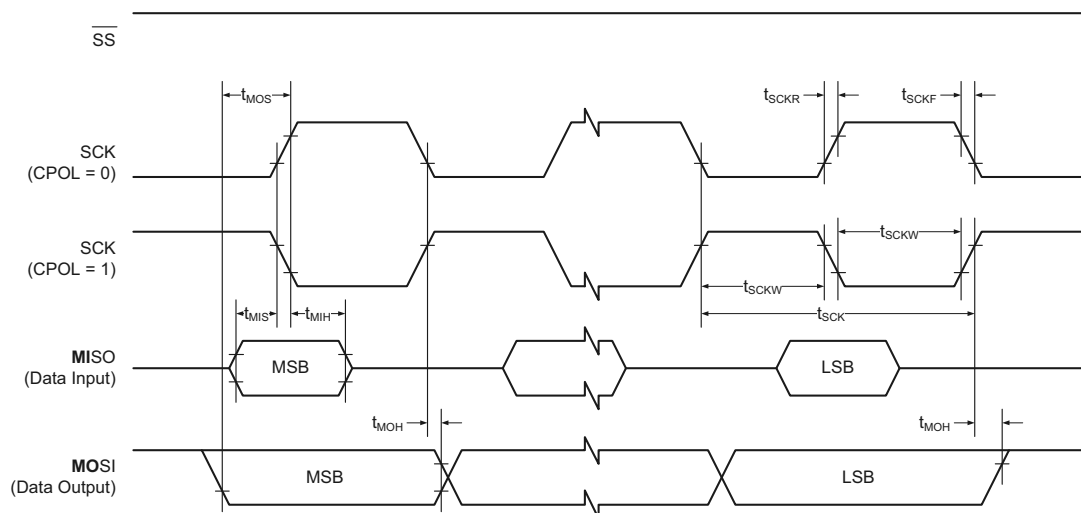 SS
tMOS
tSCKR
tSCKF
SCK
(CPOL = 0)
SCK
(CPOL = 1)
tSCKW
tSCKW
tSCK
tMIS
tMIH
MISO
(Data Input)
MSB
LSB
tMOH
tMOH
MOSI
(Data Output)
MSB
LSB